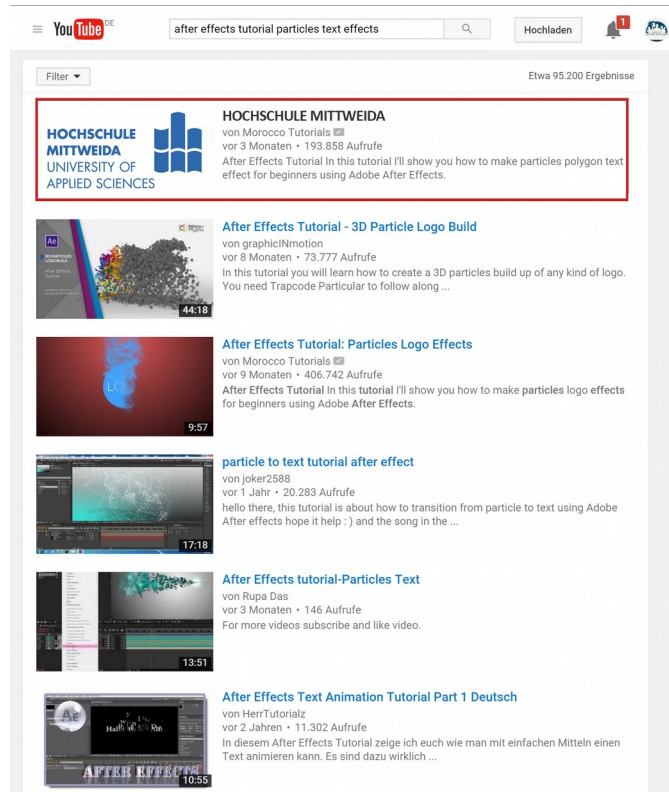 You Tube DE
after effects tutorial particles text effects
Hochladen
1
Filter
Etwa 95.200 Ergebnisse
HOCHSCHULE
MITTWEIDA
UNIVERSITY OF
APPLIED SCIENCES
HOCHSCHULE MITTWEIDA
von Morocco Tutorials
vor 3 Monaten • 193.858 Aufrufe
After Effects Tutorial In this tutorial I'll show you how to make particles polygon text
effect for beginners using Adobe After Effects.
Ae
44:18
After Effects Tutorial - 3D Particle Logo Build
von graphicINmotion
vor 8 Monaten • 73.777 Aufrufe
In this tutorial you will learn how to create a 3D particles build up of any kind of logo.
You need Trapcode Particular to follow along ...
9:57
After Effects Tutorial: Particles Logo Effects
von Morocco Tutorials
vor 9 Monaten • 406.742 Aufrufe
After Effects Tutorial In this tutorial I'll show you how to make particles logo effects
for beginners using Adobe After Effects.
17:18
particle to text tutorial after effect
von joker2588
vor 1 Jahr • 20.283 Aufrufe
hello there, this tutorial is about how to transition from particle to text using Adobe
After effects hope it help : ) and the song in the ...
13:51
After Effects tutorial-Particles Text
von Rupa Das
vor 3 Monaten • 146 Aufrufe
For more videos subscribe and like video.
Ae
AFTER EFFECTS
10:55
After Effects Text Animation Tutorial Part 1 Deutsch
von HerrTutorialz
vor 2 Jahren • 11.302 Aufrufe
In diesem After Effects Tutorial zeige ich euch wie man mit einfachen Mitteln einen
Text animieren kann. Es sind dazu wirklich ...